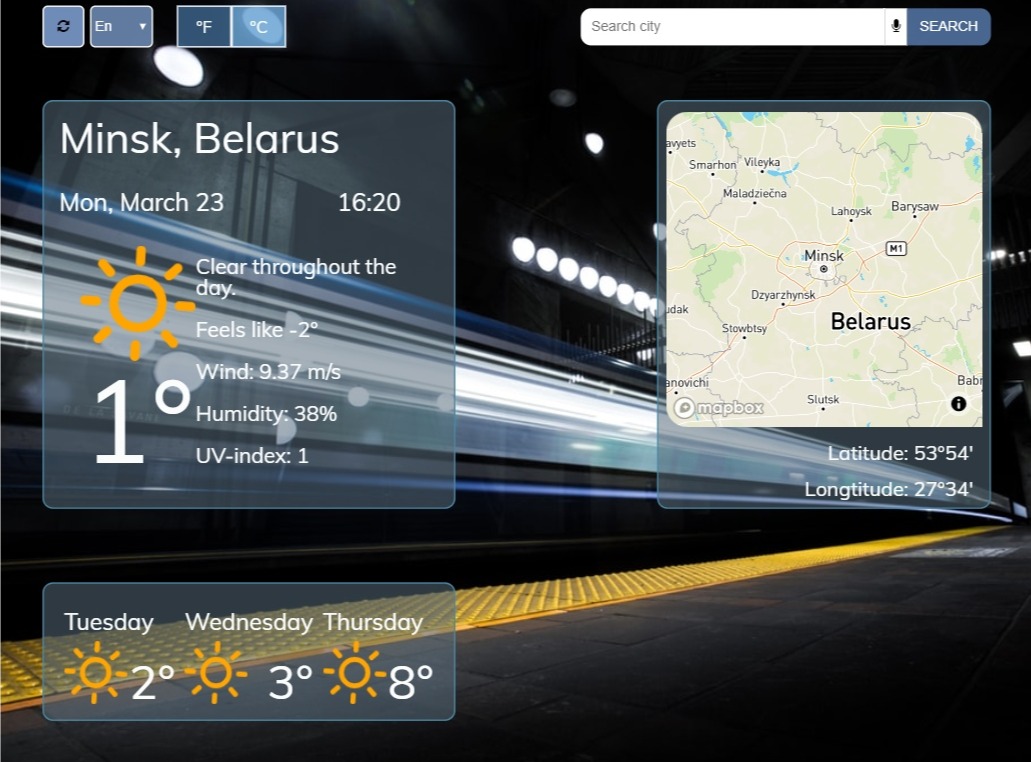 En
°F
°C
Search city
SEARCH
Minsk, Belarus
Mon, March 23
16:20
Clear throughout the
day.
Feels like -2°
Wind: 9.37 m/s
Humidity: 38%
UV-index: 1
1°
avyets
Smarhon
Vileyka
Maladziečna
Lahoysk
Barysaw
M1
Minsk
Dzyarzhynsk
udak
Stowbtsy
Belarus
anovichi
Babr
Slutsk
mapbox
Latitude: 53°54'
Longtitude: 27°34'
Tuesday
Wednesday
Thursday
2°
3°
8°